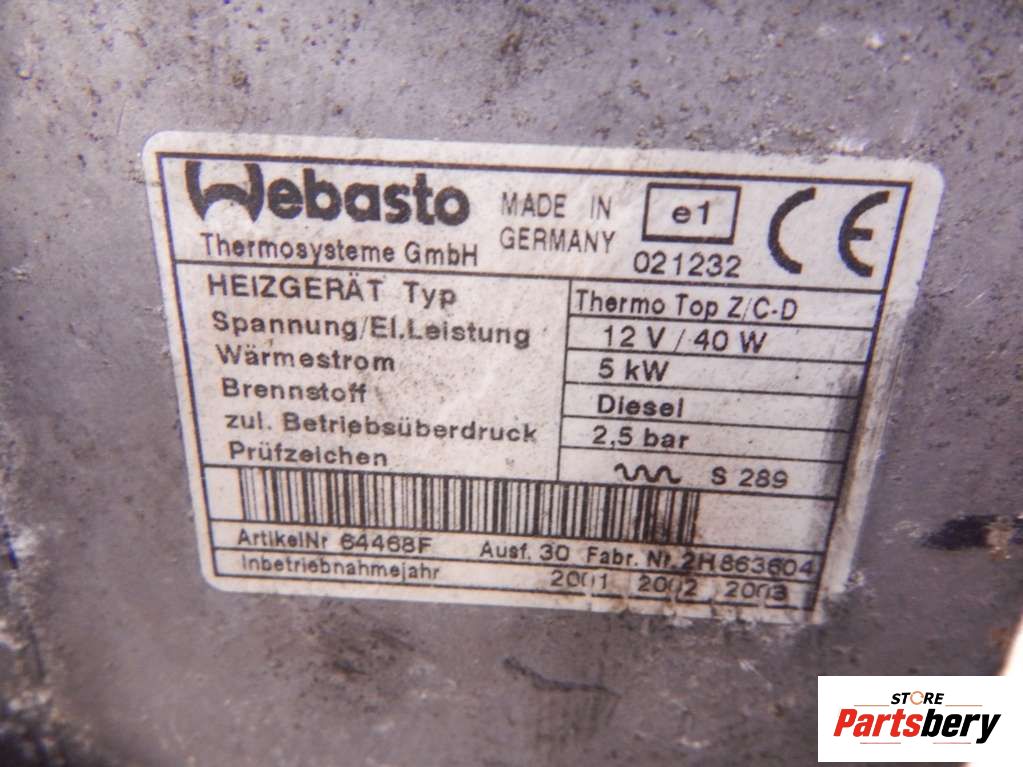 Webasto
Thermosysteme GmbH
MADE IN
GERMANY
e1
021232
CE
HEIZGERÄT Typ Thermo Top Z/C-D
Spannung/El.Leistung 12 V / 40 W
Wärmestrom 5 kW
Brennstoff Diesel
zul. Betriebsüberdruck 2,5 bar
Prüfzeichen S 289
ArtikelNr 64468F Ausf. 30 Fabr. Nr. 2H863604
Inbetriebnahmejahr 2001 2002 2003
STORE
Partsbery